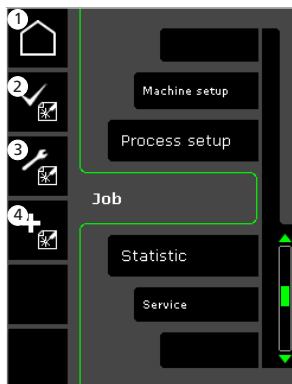 1
2
3
4
Machine setup
Process setup
Job
Statistic
Service